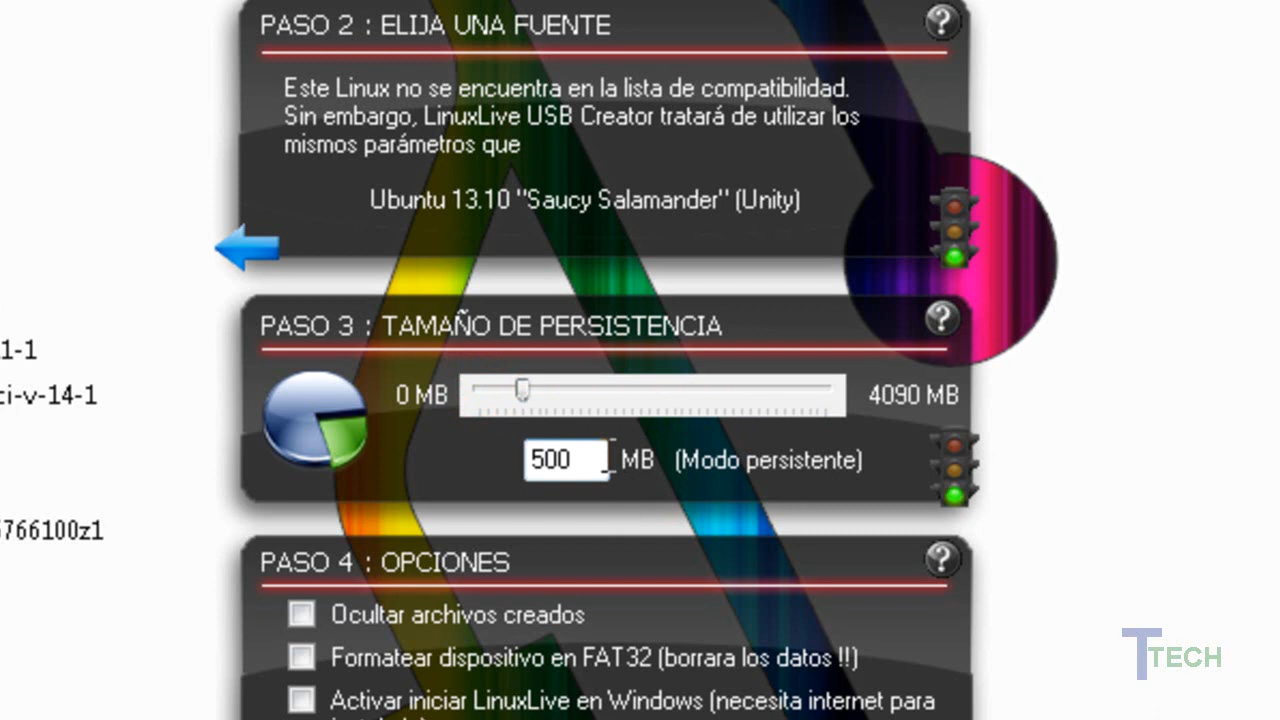 PASO 2 : ELIJA UNA FUENTE
Este Linux no se encuentra en la lista de compatibilidad.
Sin embargo, LinuxLive USB Creator tratará de utilizar los
mismos parámetros que
Ubuntu 13.10 "Saucy Salamander" (Unity)
PASO 3 : TAMAÑO DE PERSISTENCIA
1-1
0 MB
4090 MB
ci-v-14-1
500 MB (Modo persistente)
5766100z1
PASO 4 : OPCIONES
Ocultar archivos creados
Formatear dispositivo en FAT32 (borrara los datos !!)
Activar iniciar LinuxLive en Windows (necesita internet para
TTECH